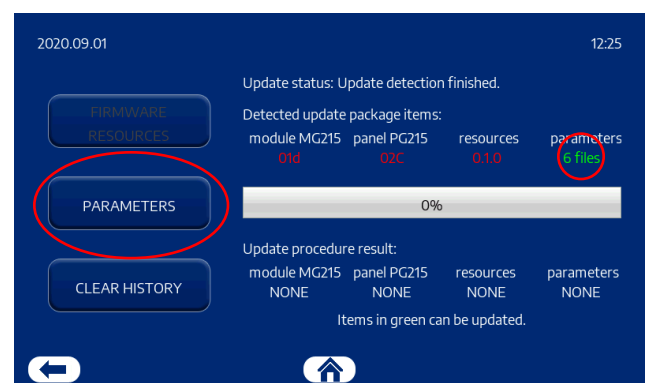 2020.09.01
12:25
Update status: Update detection finished.
FIRMWARE
RESOURCES
Detected update package items:
module MG215 panel PG215 resources parameters
01d 02C 0.1.0 6 files
PARAMETERS
0%
Update procedure result:
module MG215 panel PG215 resources parameters
NONE NONE NONE NONE
CLEAR HISTORY
Items in green can be updated.